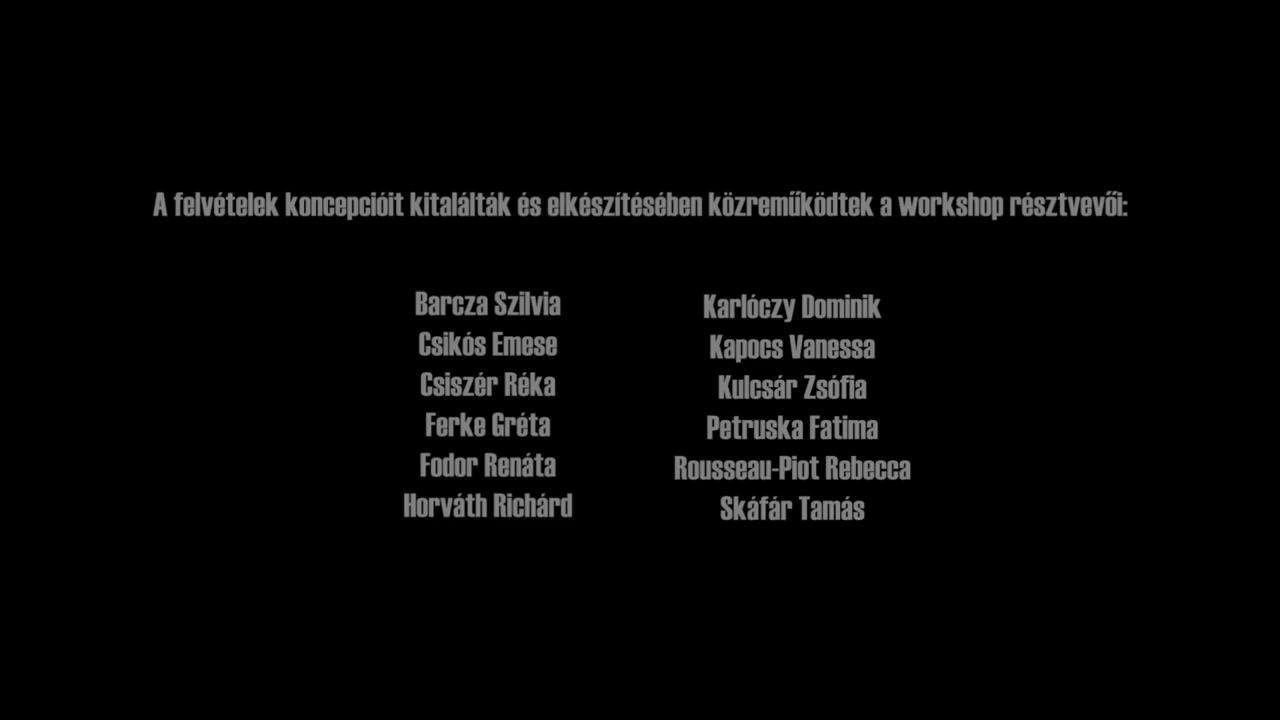 A felvételek koncepcióit kitalálták és elkészítésében közreműködtek a workshop résztvevői:
Barcza Szilvia
Csikós Emese
Csiszér Réka
Ferke Gréta
Fodor Renáta
Horváth Richárd
Karlóczy Dominik
Kapocs Vanessa
Kulcsár Zsófia
Petruska Fatima
Rousseau-Piot Rebecca
Skáfár Tamás